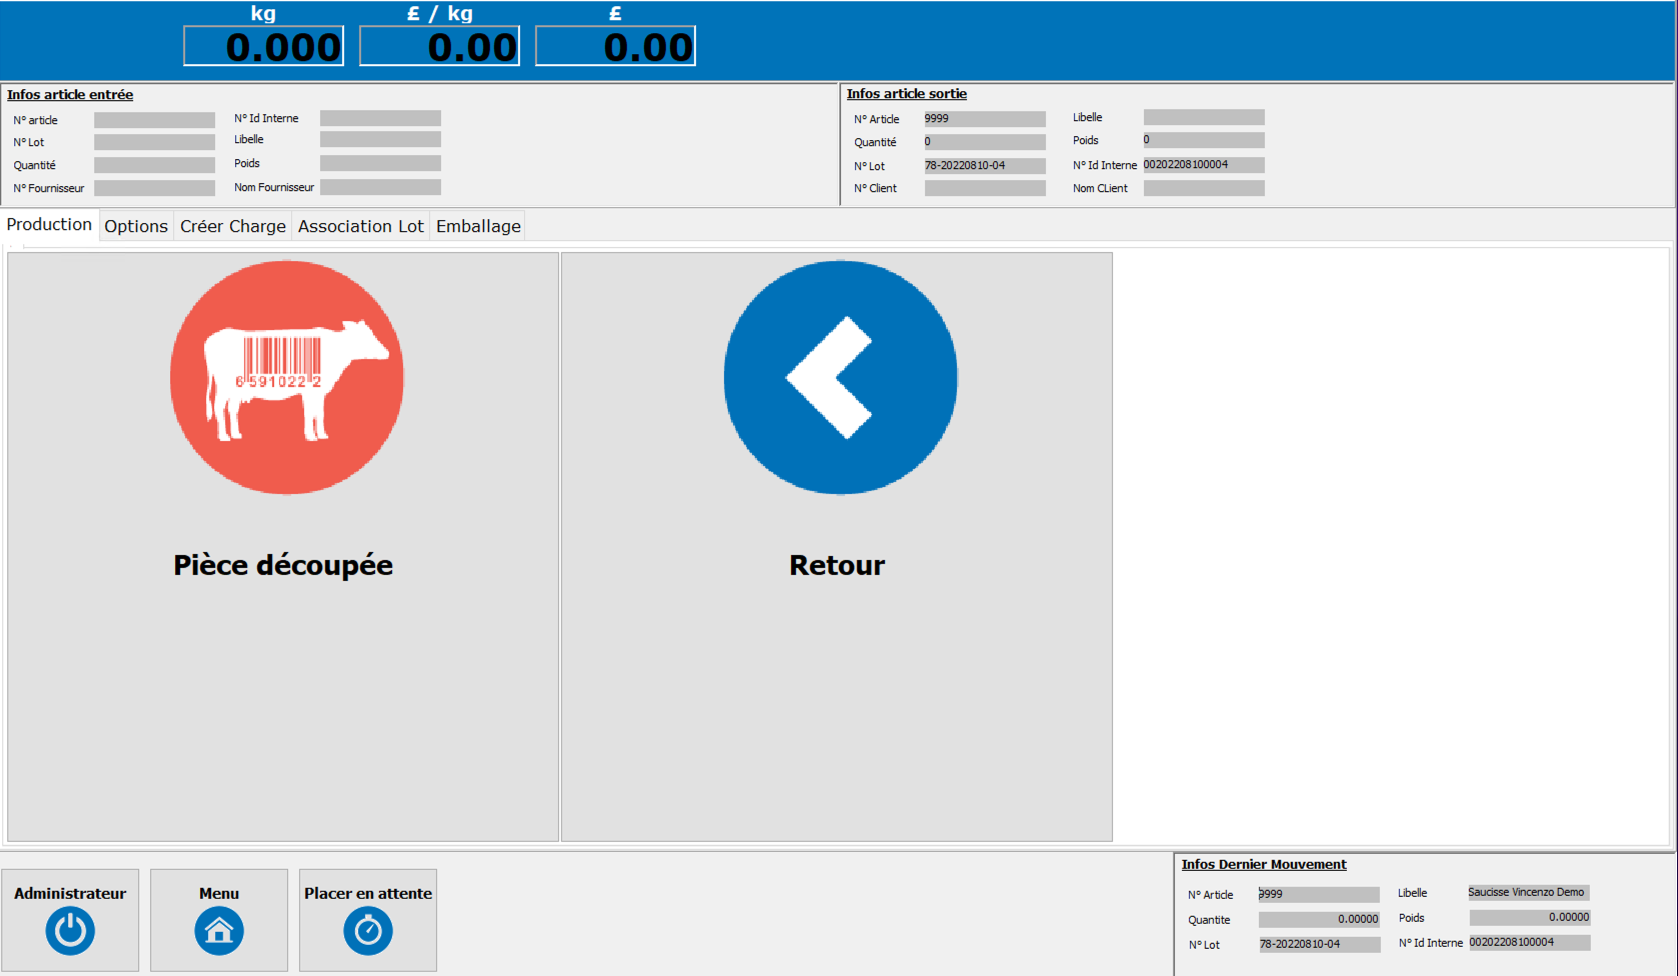 kg £ / kg £
0.000 0.00 0.00
Infos article entrée
N° article N° Id Interne
N° Lot Libelle
Quantité Poids
N° Fournisseur Nom Fournisseur
Infos article sortie
N° Article 9999 Libelle
Quantité 0 Poids 0
N° Lot 78-20220810-04 N° Id Interne 00202208100004
N° Client Nom CLient
Production Options Créer Charge Association Lot Emballage
6 591022 2
Pièce découpée
Retour
Administrateur
Menu
Placer en attente
Infos Dernier Mouvement
N° Article 9999 Libelle Saucisse Vincenzo Demo
Quantite 0.00000 Poids 0.00000
N° Lot 78-20220810-04 N° Id Interne 00202208100004